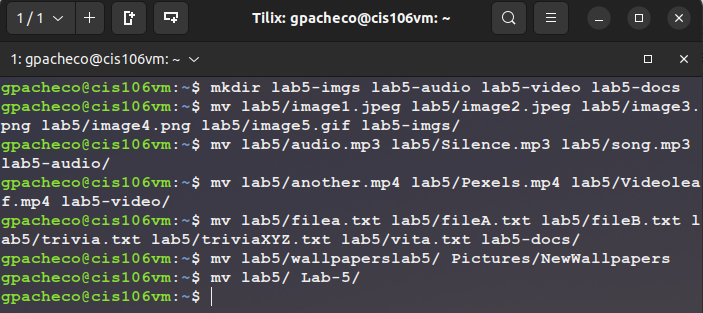 1 / 1
Tilix: gpacheco@cis106vm: ~
1: gpacheco@cis106vm: ~
gpacheco@cis106vm:~$ mkdir lab5-imgs lab5-audio lab5-video lab5-docs
gpacheco@cis106vm:~$ mv lab5/image1.jpeg lab5/image2.jpeg lab5/image3.
png lab5/image4.png lab5/image5.gif lab5-imgs/
gpacheco@cis106vm:~$ mv lab5/audio.mp3 lab5/Silence.mp3 lab5/song.mp3
lab5-audio/
gpacheco@cis106vm:~$ mv lab5/another.mp4 lab5/Pexels.mp4 lab5/Videolea
f.mp4 lab5-video/
gpacheco@cis106vm:~$ mv lab5/filea.txt lab5/fileA.txt lab5/fileB.txt l
ab5/trivia.txt lab5/triviaXYZ.txt lab5/vita.txt lab5-docs/
gpacheco@cis106vm:~$ mv lab5/wallpaperslab5/ Pictures/NewWallpapers
gpacheco@cis106vm:~$ mv lab5/ Lab-5/
gpacheco@cis106vm:~$